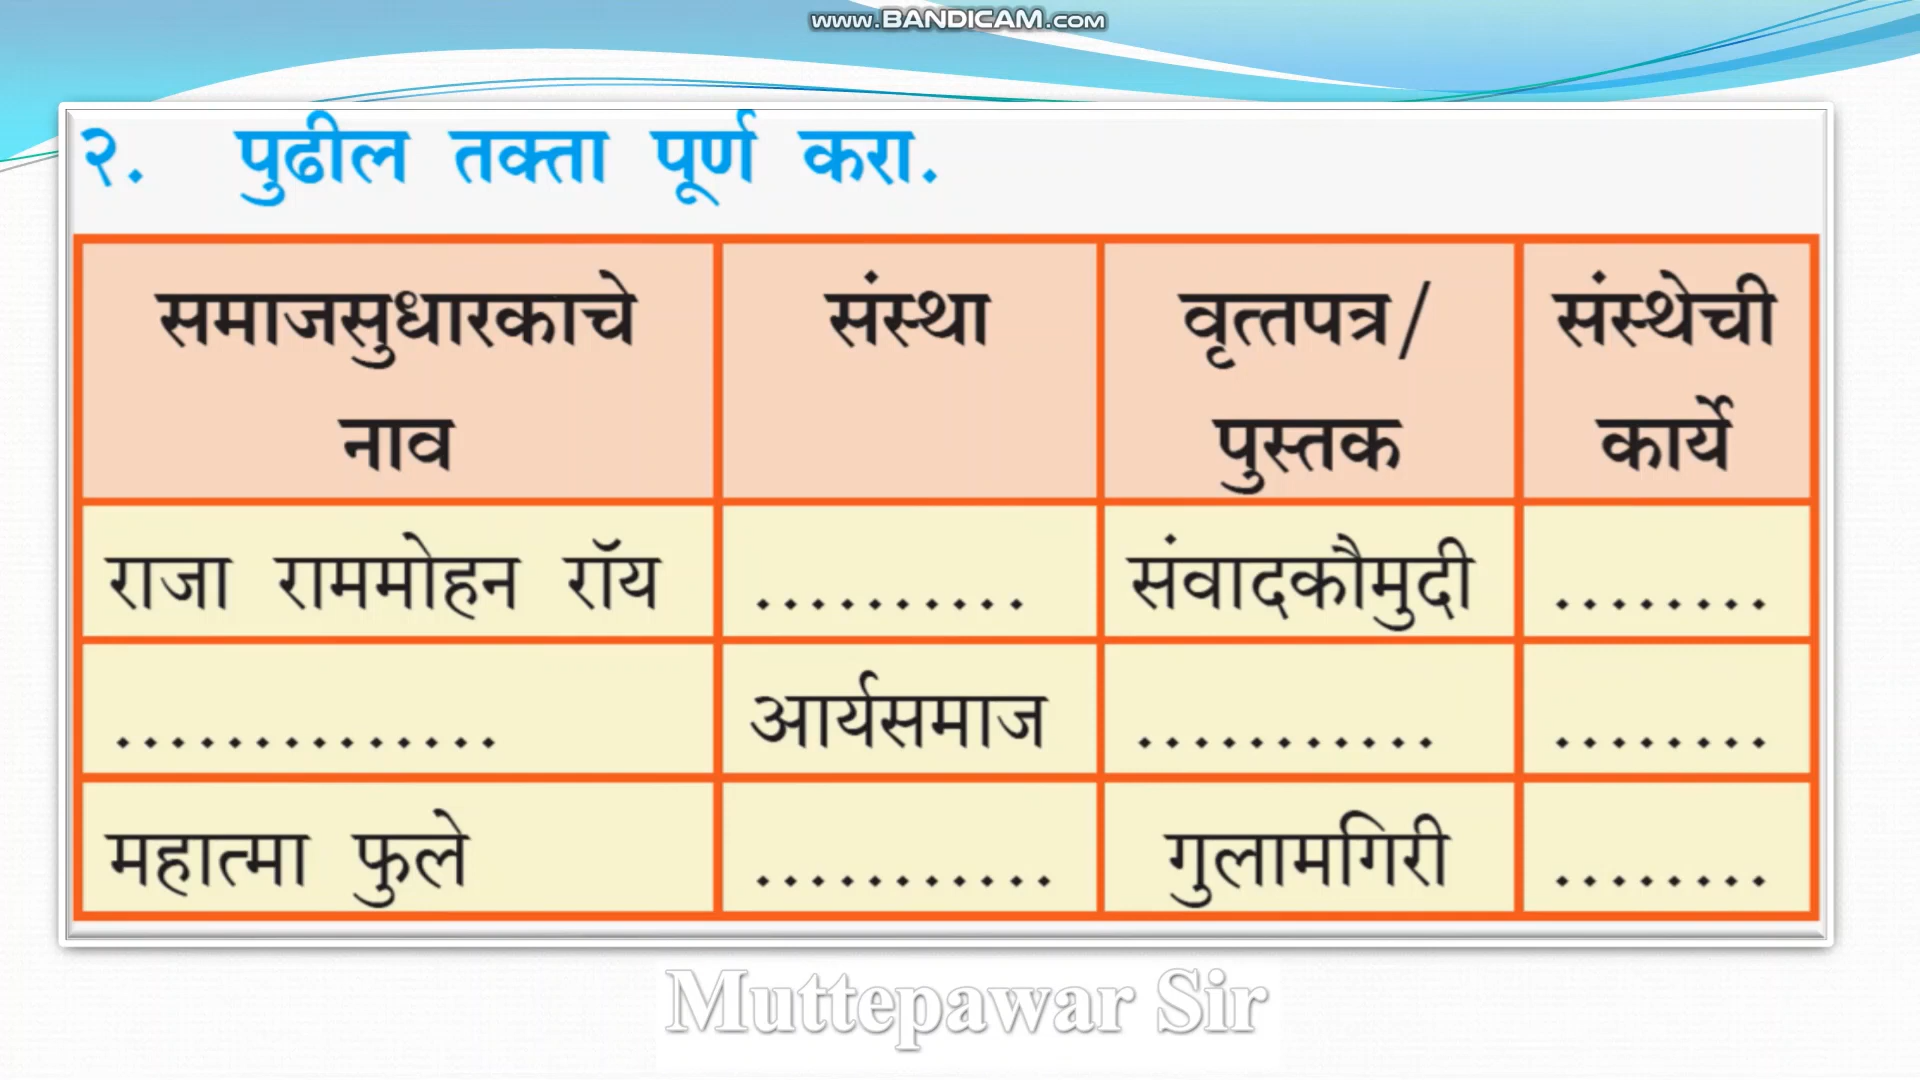 www.BANDICAM.com
२. पुढील तक्ता पूर्ण करा.
समाजसुधारकाचे नाव संस्था वृत्तपत्र/ पुस्तक संस्थेची कार्ये
राजा राममोहन रॉय .......... संवादकौमुदी ........
.............. आर्यसमाज ........... ........
महात्मा फुले ........... गुलामगिरी ........
Muttepawar Sir